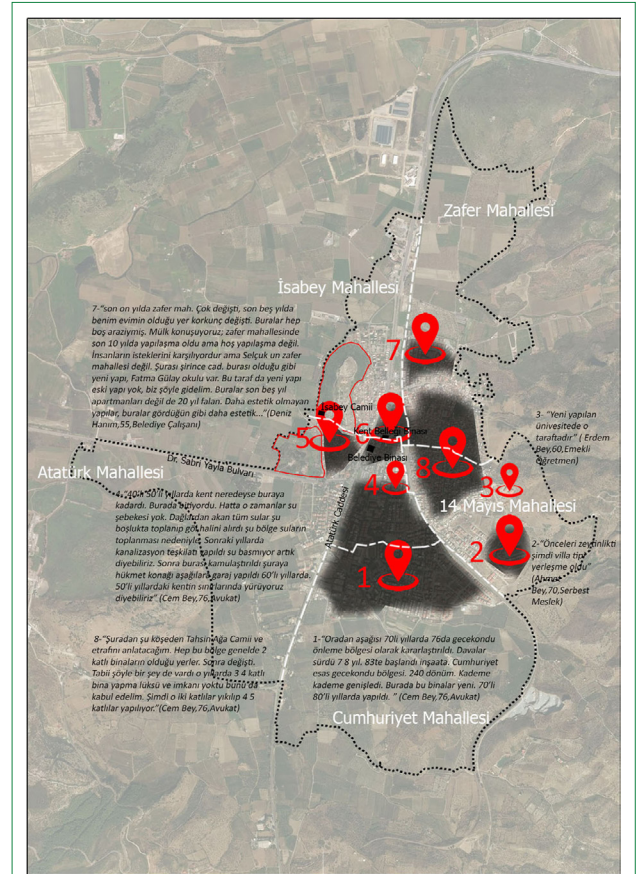 Zafer Mahallesi
İsabey Mahallesi
7-"son on yılda zafer mah. Çok değişti, son beş yılda
benim evimin olduğu yer korkunç değişti. Buralar hep
boş araziymiş. Mülk konuşuyoruz; zafer mahallesinde
son 10 yılda yapılaşma oldu ama hoş yapılaşma değil.
İnsanların isteklerini karşılıyordur ama Selçuk un zafer
mahallesi değil. Şurası şirince cad. burası olduğu gibi
yeni yapı, Fatma Gülay okulu var. Bu taraf da yeni yapı
eski yapı yok, biz şöyle gidelim. Buralar son beş yıl
apartmanları değil de 20 yıl falan. Daha estetik olmayan
yapılar, buralar gördüğün gibi daha estetik..."(Deniz
Hanım,55,Belediye Çalışanı)
7
İsabey Camii
5
6
Kent Belleği Binası
Belediye Binası
8
3- "Yeni yapılan
üniveşitede o
taraftadır" ( Erdem
Bey,60,Emekli
Öğretmen)
Atatürk Mahallesi
Dr. Sabri Yayla Bulvarı
4
3
14 Mayıs Mahallesi
4-"40lı 50'li yıllarda kent neredeyse buraya
kadardı. Burada bitiyordu. Hatta o zamanlar su
şebekesi yok. Dağlardan akan tüm sular şu
boşlukta toplanıp göl halini alırdı şu bölge suların
toplanması nedeniyle. Sonraki yıllarda
kanalizasyon teşkilatı yapıldı su basmıyor artık
diyebiliriz. Sonra burası kamulaştırıldı şuraya
hükmet konağı aşağılara garaj yapıldı 60'lı yıllarda.
50'li yıllardaki kentin sınırlarında yürüyoruz
diyebiliriz" (Cem Bey,76,Avukat)
Atatürk Caddesi
1
2
2-"Önceleri zeytinlikti
şimdi villa tipi
yerleşme oldu"
(Ahmet
Bey,70,Serbest
Meslek)
8-"Şuradan şu köşeden Tahsin Ağa Camii ve
etrafını anlatacağım. Hep bu bölge genelde 2
katlı binaların olduğu yerler. Sonra değişti.
Tabii şöyle bir şey de vardı o yıllarda 3 4 katlı
bina yapma lüksü ve imkanı yoktu bunu da
kabul edelim. Şimdi o iki katlılar yıkılıp 4 5
katlılar yapılıyor."(Cem Bey,76,Avukat)
1-"Oradan aşağısı 70li yıllarda 76da gecekondu
önleme bölgesi olarak kararlaştırıldı. Davalar
sürdü 7 8 yıl. 83te başlandı inşaata. Cumhuriyet
esas gecekondu bölgesi. 240 dönüm. Kademe
kademe genişledi. Burada bu binalar yeni. 70'li
80'li yıllarda yapıldı. " (Cem Bey,76,Avukat)
Cumhuriyet Mahallesi